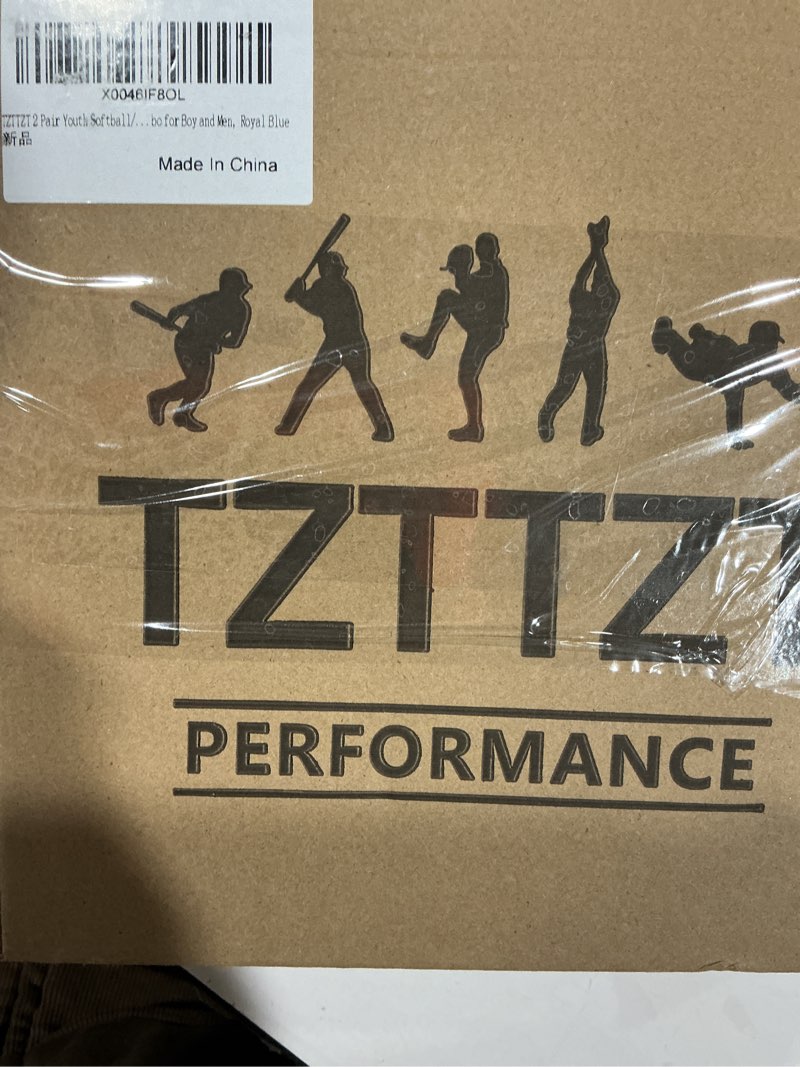 X0046IF8OL
TZTTZT 2 Pair Youth Softball/...bo for Boy and Men, Royal Blue
新品
Made In China
TZTTZT
PERFORMANCE